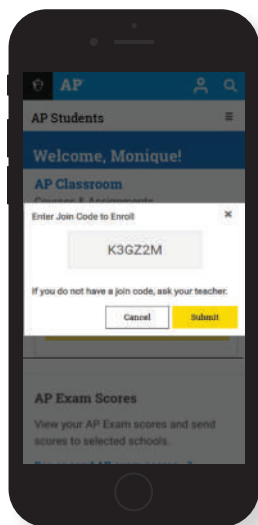 AP
AP Students
Welcome, Monique!
AP Classroom
Courses & Assignments
Enter Join Code to Enroll
K3GZ2M
If you do not have a join code, ask your teacher.
Cancel
Submit
AP Exam Scores
View your AP Exam scores and send
scores to selected schools.